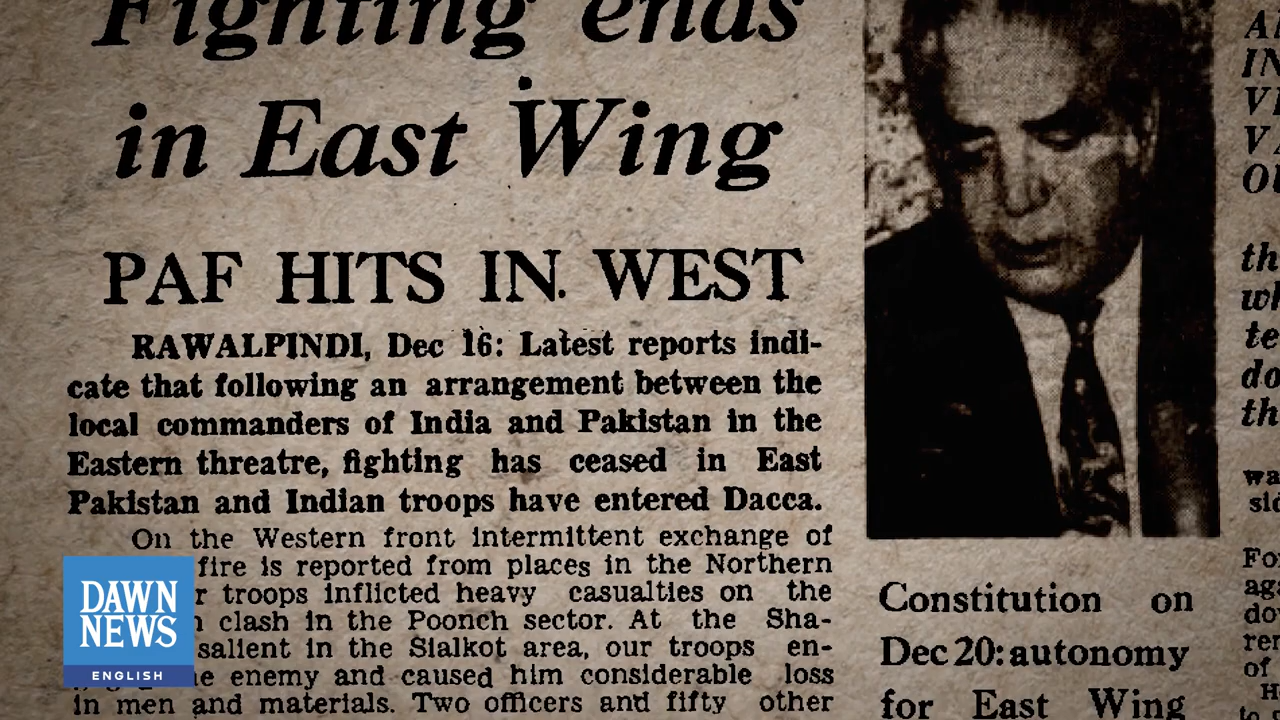 Fighting ends
in East Wing
PAF HITS IN WEST
RAWALPINDI, Dec 16: Latest reports indi-
cate that following an arrangement between the
local commanders of India and Pakistan in the
Eastern threatre, fighting has ceased in East
Pakistan and Indian troops have entered Dacca.
On the Western front intermittent exchange of
fire is reported from places in the Northern
troops inflicted heavy casualties on the
clash in the Poonch sector. At the Sha-
salient in the Sialkot area, our troops en-
enemy and caused him considerable loss
in men and materials. Two officers and fifty other
Constitution on
Dec 20: autonomy
for East Wing
DAWN
NEWS
ENGLISH